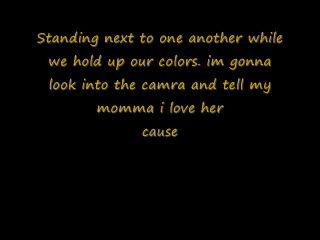 Standing next to one another while
we hold up our colors. im gonna
look into the camra and tell my
momma i love her
cause